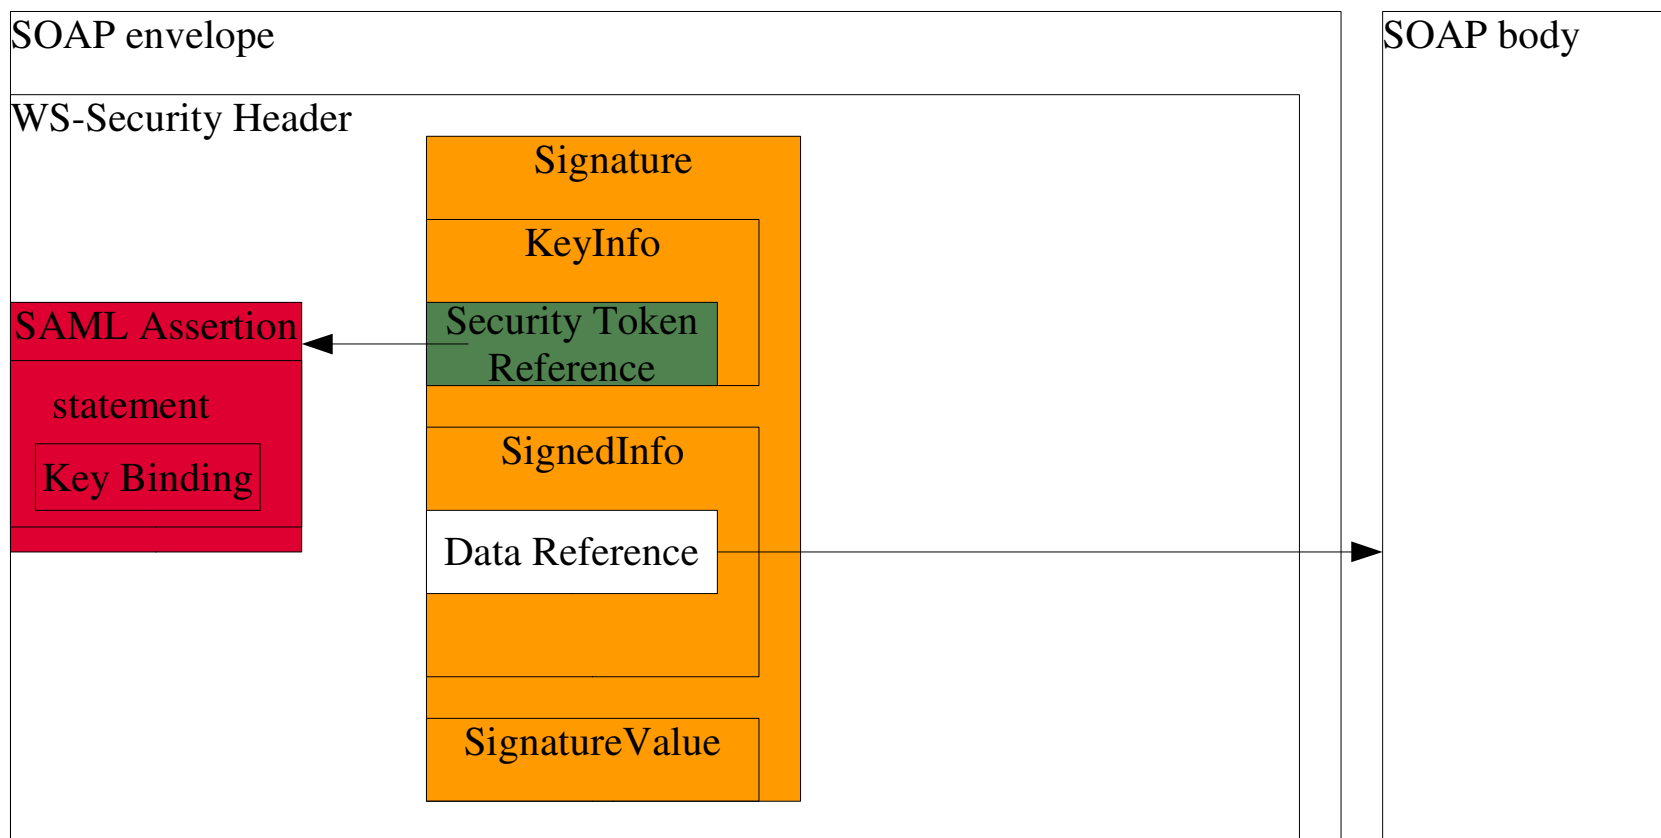 SOAP envelope
SOAP body
WS-Security Header
Signature
KeyInfo
Security Token
Reference
SAML Assertion
statement
Key Binding
SignedInfo
Data Reference
SignatureValue